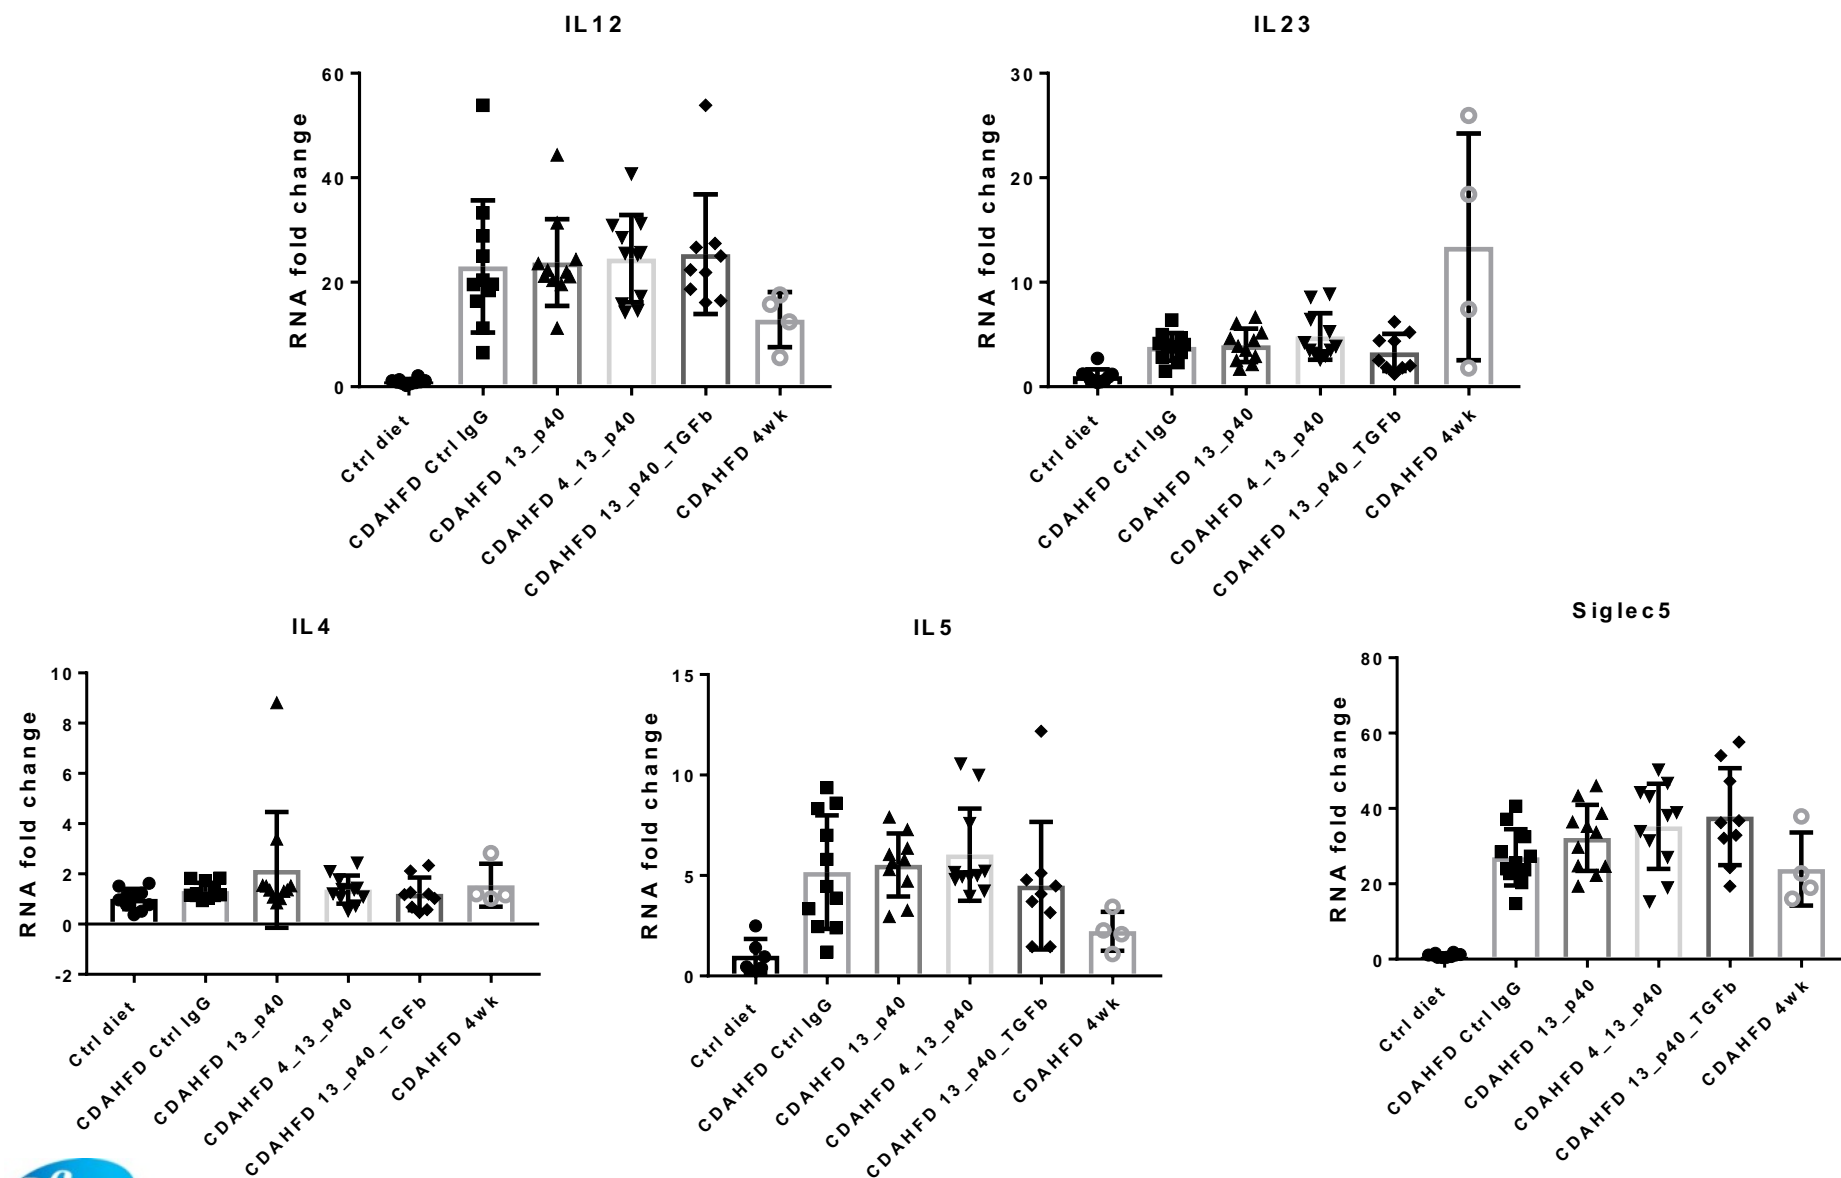 IL12
RNA fold change
60
40
20
0
Ctrl diet
CDAHFD Ctrl IgG
CDAHFD 13_p40
CDAHFD 4_13_p40
CDAHFD 13_p40_TGFb
CDAHFD 4wk
IL23
RNA fold change
30
20
10
0
Ctrl diet
CDAHFD Ctrl IgG
CDAHFD 13_p40
CDAHFD 4_13_p40
CDAHFD 13_p40_TGFb
CDAHFD 4wk
IL4
RNA fold change
10
8
6
4
2
0
-2
Ctrl diet
CDAHFD Ctrl IgG
CDAHFD 13_p40
CDAHFD 4_13_p40
CDAHFD 13_p40_TGFb
CDAHFD 4wk
IL5
RNA fold change
15
10
5
0
Ctrl diet
CDAHFD Ctrl IgG
CDAHFD 13_p40
CDAHFD 4_13_p40
CDAHFD 13_p40_TGFb
CDAHFD 4wk
Siglec5
RNA fold change
80
60
40
20
0
Ctrl diet
CDAHFD Ctrl IgG
CDAHFD 13_p40
CDAHFD 4_13_p40
CDAHFD 13_p40_TGFb
CDAHFD 4wk